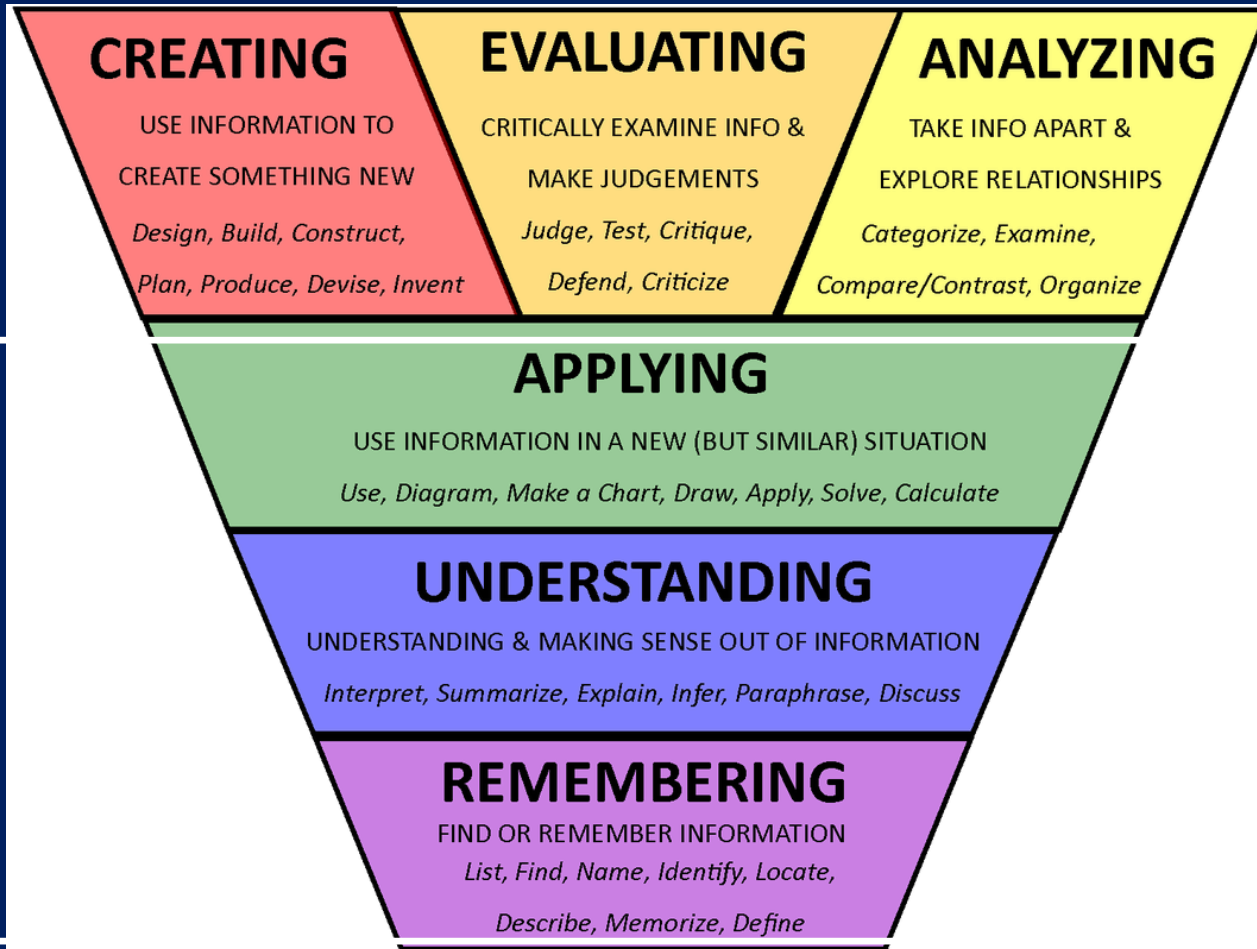 CREATING
USE INFORMATION TO
CREATE SOMETHING NEW
Design, Build, Construct,
Plan, Produce, Devise, Invent
EVALUATING
CRITICALLY EXAMINE INFO &
MAKE JUDGEMENTS
Judge, Test, Critique,
Defend, Criticize
ANALYZING
TAKE INFO APART &
EXPLORE RELATIONSHIPS
Categorize, Examine,
Compare/Contrast, Organize
APPLYING
USE INFORMATION IN A NEW (BUT SIMILAR) SITUATION
Use, Diagram, Make a Chart, Draw, Apply, Solve, Calculate
UNDERSTANDING
UNDERSTANDING & MAKING SENSE OUT OF INFORMATION
Interpret, Summarize, Explain, Infer, Paraphrase, Discuss
REMEMBERING
FIND OR REMEMBER INFORMATION
List, Find, Name, Identify, Locate,
Describe, Memorize, Define